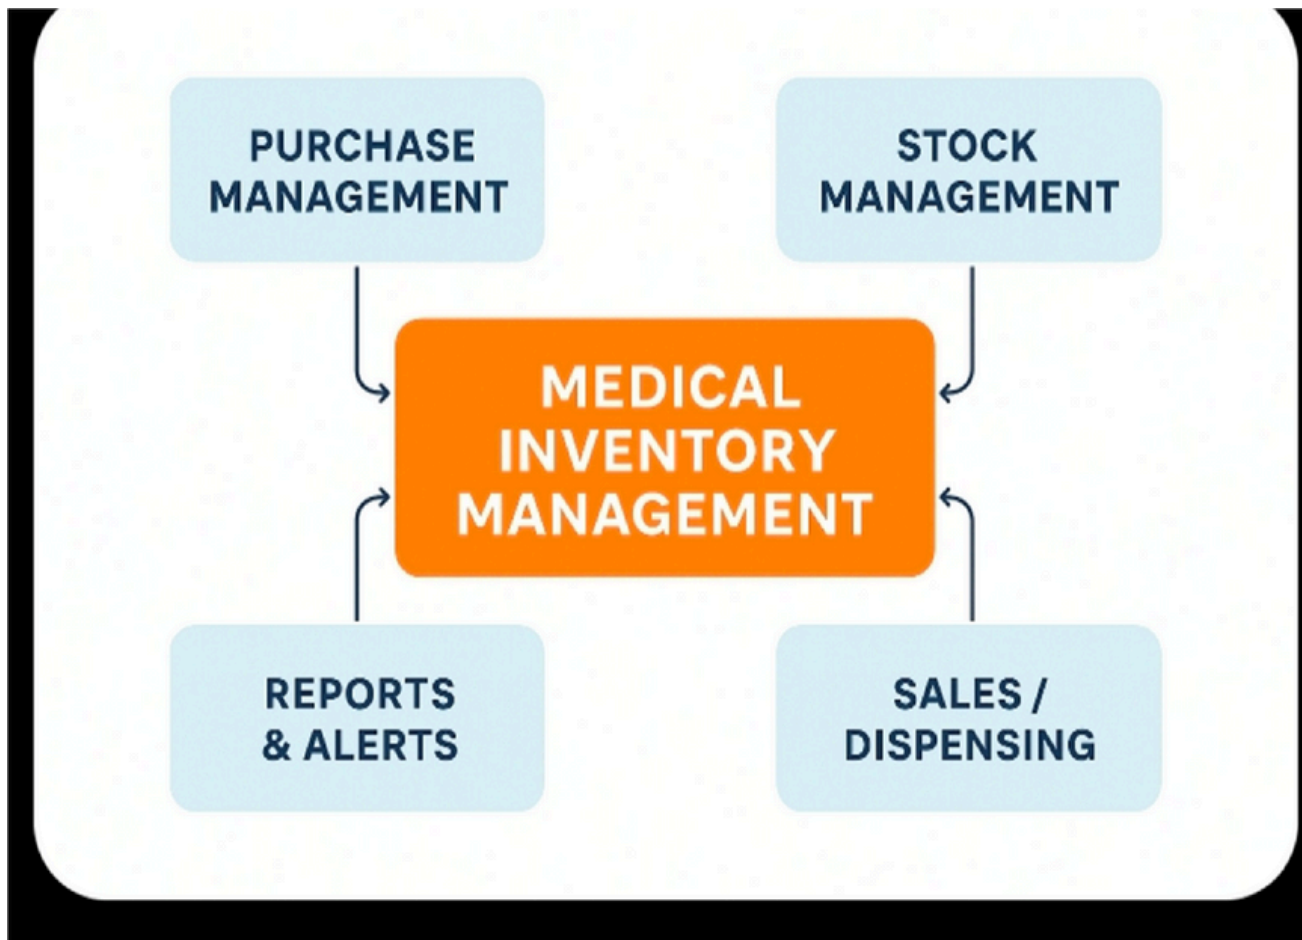 PURCHASE
MANAGEMENT
STOCK
MANAGEMENT
MEDICAL
INVENTORY
MANAGEMENT
REPORTS
& ALERTS
SALES /
DISPENSING